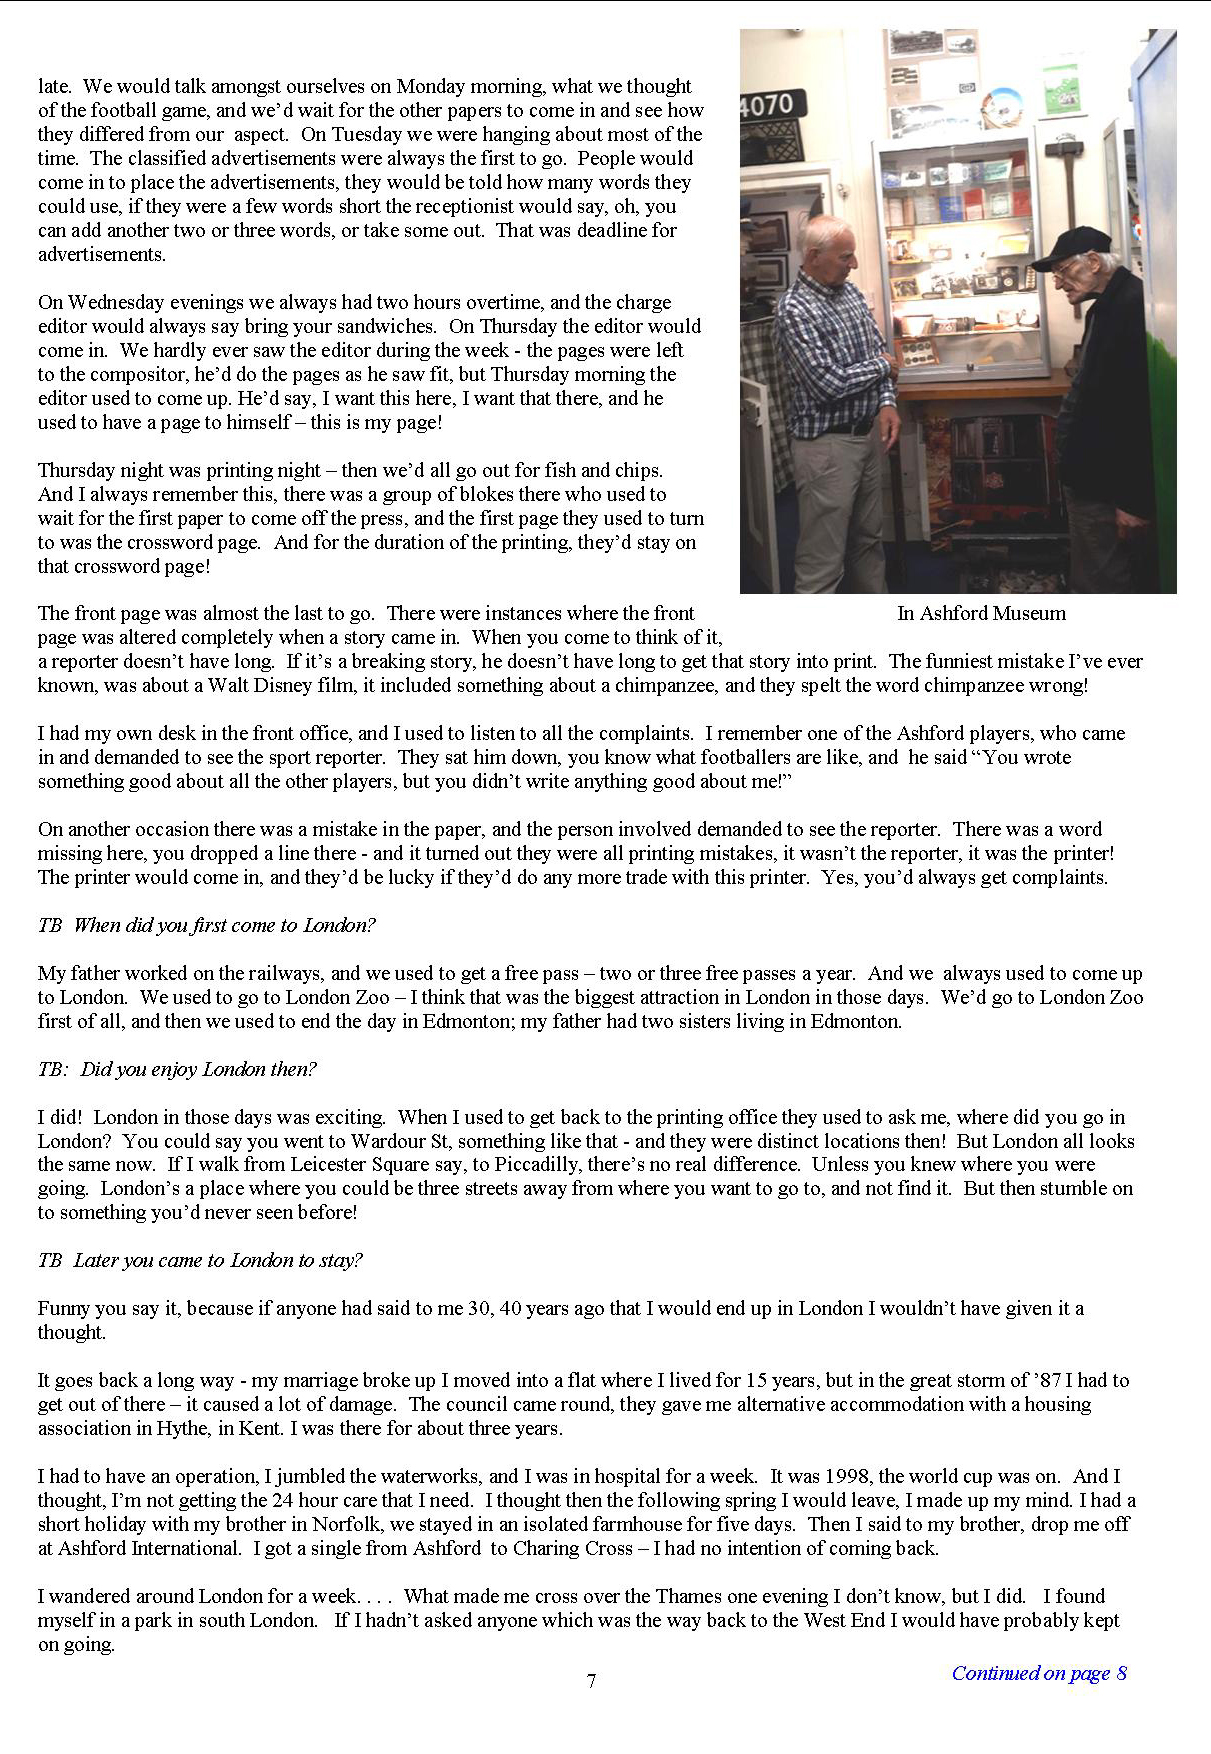 late.  We would talk amongst ourselves on Monday morning, what we thought
of the football game, and we’d wait for the other papers to come in and see how
they differed from our  aspect.  On Tuesday we were hanging about most of the
time.  The classified advertisements were always the first to go.  People would
come in to place the advertisements, they would be told how many words they
could use, if they were a few words short the receptionist would say, oh, you
can add another two or three words, or take some out.  That was deadline for
advertisements.
On Wednesday evenings we always had two hours overtime, and the charge
editor would always say bring your sandwiches.  On Thursday the editor would
come in.  We hardly ever saw the editor during the week - the pages were left
to the compositor, he’d do the pages as he saw fit, but Thursday morning the
editor used to come up. He’d say, I want this here, I want that there, and he
used to have a page to himself – this is my page!
Thursday night was printing night – then we’d all go out for fish and chips.
And I always remember this, there was a group of blokes there who used to
wait for the first paper to come off the press, and the first page they used to turn
to was the crossword page.  And for the duration of the printing, they’d stay on
that crossword page!
4070
In Ashford Museum
The front page was almost the last to go.  There were instances where the front
page was altered completely when a story came in.  When you come to think of it,
a reporter doesn’t have long.  If it’s a breaking story, he doesn’t have long to get that story into print.  The funniest mistake I’ve ever
known, was about a Walt Disney film, it included something about a chimpanzee, and they spelt the word chimpanzee wrong!
I had my own desk in the front office, and I used to listen to all the complaints.  I remember one of the Ashford players, who came
in and demanded to see the sport reporter.  They sat him down, you know what footballers are like, and  he said “You wrote
something good about all the other players, but you didn’t write anything good about me!”
On another occasion there was a mistake in the paper, and the person involved demanded to see the reporter.  There was a word
missing here, you dropped a line there - and it turned out they were all printing mistakes, it wasn’t the reporter, it was the printer!
The printer would come in, and they’d be lucky if they’d do any more trade with this printer.  Yes, you’d always get complaints.
TB  When did you first come to London?
My father worked on the railways, and we used to get a free pass – two or three free passes a year.  And we  always used to come up
to London.  We used to go to London Zoo – I think that was the biggest attraction in London in those days.  We’d go to London Zoo
first of all, and then we used to end the day in Edmonton; my father had two sisters living in Edmonton.
TB:  Did you enjoy London then?
I did!  London in those days was exciting.  When I used to get back to the printing office they used to ask me, where did you go in
London?  You could say you went to Wardour St, something like that - and they were distinct locations then!  But London all looks
the same now.  If I walk from Leicester Square say, to Piccadilly, there’s no real difference.  Unless you knew where you were
going.  London’s a place where you could be three streets away from where you want to go to, and not find it.  But then stumble on
to something you’d never seen before!
TB  Later you came to London to stay?
Funny you say it, because if anyone had said to me 30, 40 years ago that I would end up in London I wouldn’t have given it a
thought.
It goes back a long way - my marriage broke up I moved into a flat where I lived for 15 years, but in the great storm of ’87 I had to
get out of there – it caused a lot of damage.  The council came round, they gave me alternative accommodation with a housing
association in Hythe, in Kent. I was there for about three years.
I had to have an operation, I jumbled the waterworks, and I was in hospital for a week.  It was 1998, the world cup was on.  And I
thought, I’m not getting the 24 hour care that I need.  I thought then the following spring I would leave, I made up my mind. I had a
short holiday with my brother in Norfolk, we stayed in an isolated farmhouse for five days.  Then I said to my brother, drop me off
at Ashford International.  I got a single from Ashford  to Charing Cross – I had no intention of coming back.
I wandered around London for a week. . . .  What made me cross over the Thames one evening I don’t know, but I did.   I found
myself in a park in south London.   If I hadn’t asked anyone which was the way back to the West End I would have probably kept
on going.
7
Continued on page 8